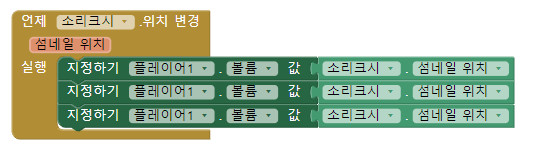 언제 소리크시 .위치 변경
섬네일 위치
실행 지정하기 플레이어1 . 볼륨 값 소리크시 . 섬네일 위치
지정하기 플레이어1 . 볼륨 값 소리크시 . 섬네일 위치
지정하기 플레이어1 . 볼륨 값 소리크시 . 섬네일 위치